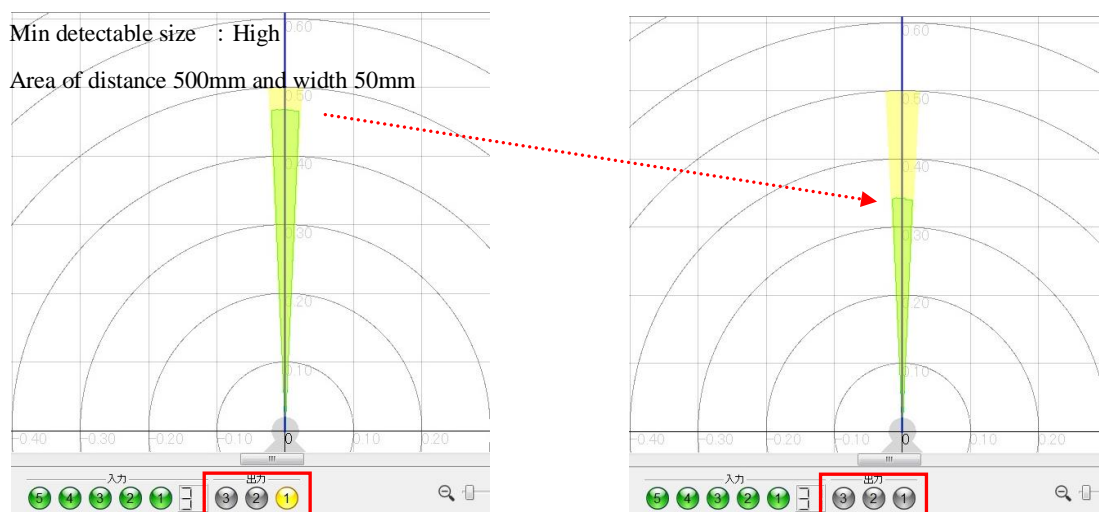 Min detectable size : High
Area of distance 500mm and width 50mm
0.60
0.50
0.40
0.30
0.20
0.10
-0.40 -0.30 -0.20 -0.10 0 0.10 0.20
入力 出力
5 4 3 2 1 3 2 1
0.60
0.50
0.40
0.30
0.20
0.10
-0.40 -0.30 -0.20 -0.10 0 0.10 0.20
入力 出力
5 4 3 2 1 3 2 1